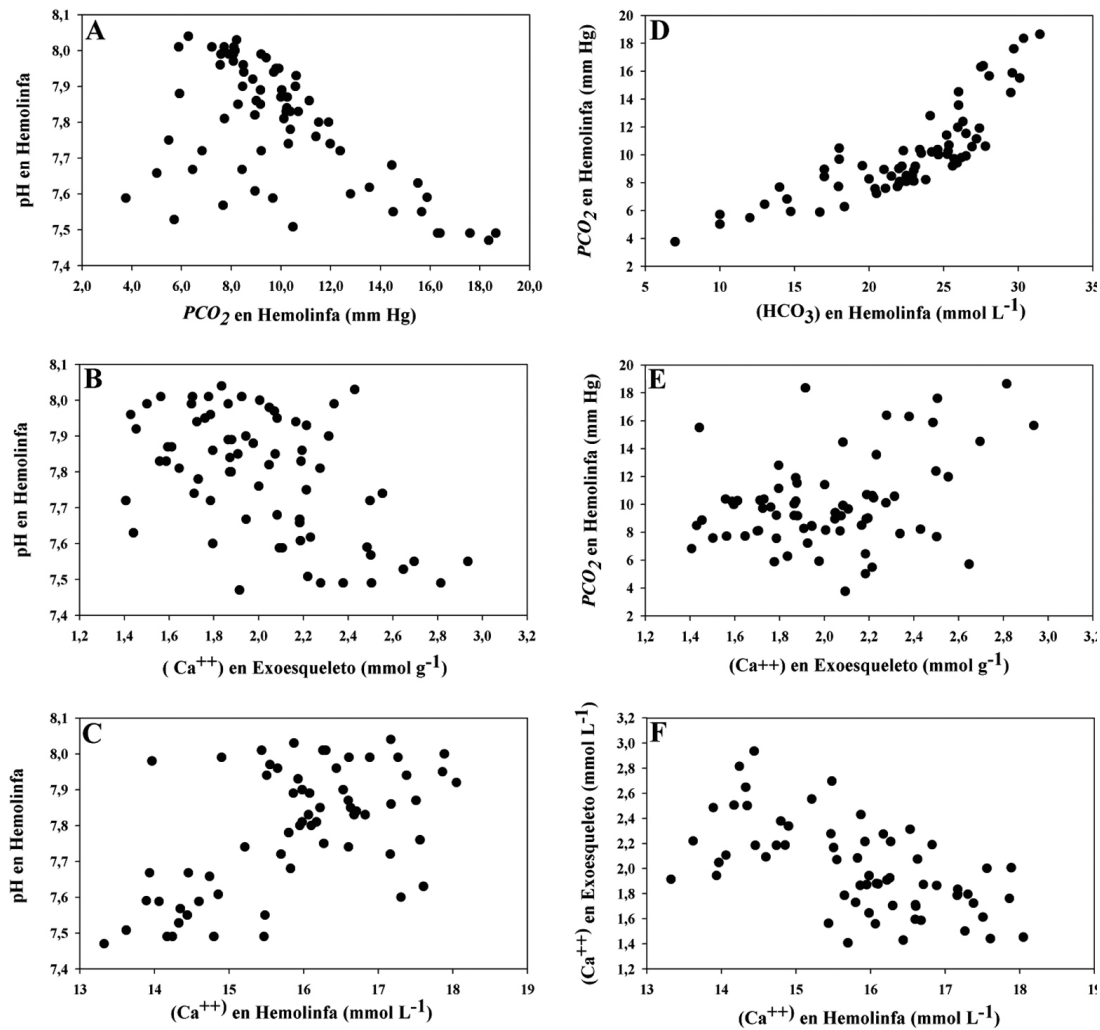 A
pH en Hemolinfa
8,1
8,0
7,9
7,8
7,7
7,6
7,5
7,4
2,0 4,0 6,0 8,0 10,0 12,0 14,0 16,0 18,0 20,0
PCO2 en Hemolinfa (mm Hg)
D
PCO2 en Hemolinfa (mm Hg)
20
18
16
14
12
10
8
6
4
2
5 10 15 20 25 30 35
(HCO3) en Hemolinfa (mmol L-1)
B
pH en Hemolinfa
8,1
8,0
7,9
7,8
7,7
7,6
7,5
7,4
1,2 1,4 1,6 1,8 2,0 2,2 2,4 2,6 2,8 3,0 3,2
( Ca++) en Exoesqueleto (mmol g-1)
E
PCO2 en Hemolinfa (mm Hg)
20
18
16
14
12
10
8
6
4
2
1,2 1,4 1,6 1,8 2,0 2,2 2,4 2,6 2,8 3,0 3,2
(Ca++) en Exoesqueleto (mmol g-1)
C
pH en Hemolinfa
8,1
8,0
7,9
7,8
7,7
7,6
7,5
7,4
13 14 15 16 17 18 19
(Ca++) en Hemolinfa (mmol L-1)
F
(Ca++) en Exoesqueleto (mmol L-1)
3,2
3,0
2,8
2,6
2,4
2,2
2,0
1,8
1,6
1,4
1,2
13 14 15 16 17 18 19
(Ca++) en Hemolinfa (mmol L-1)